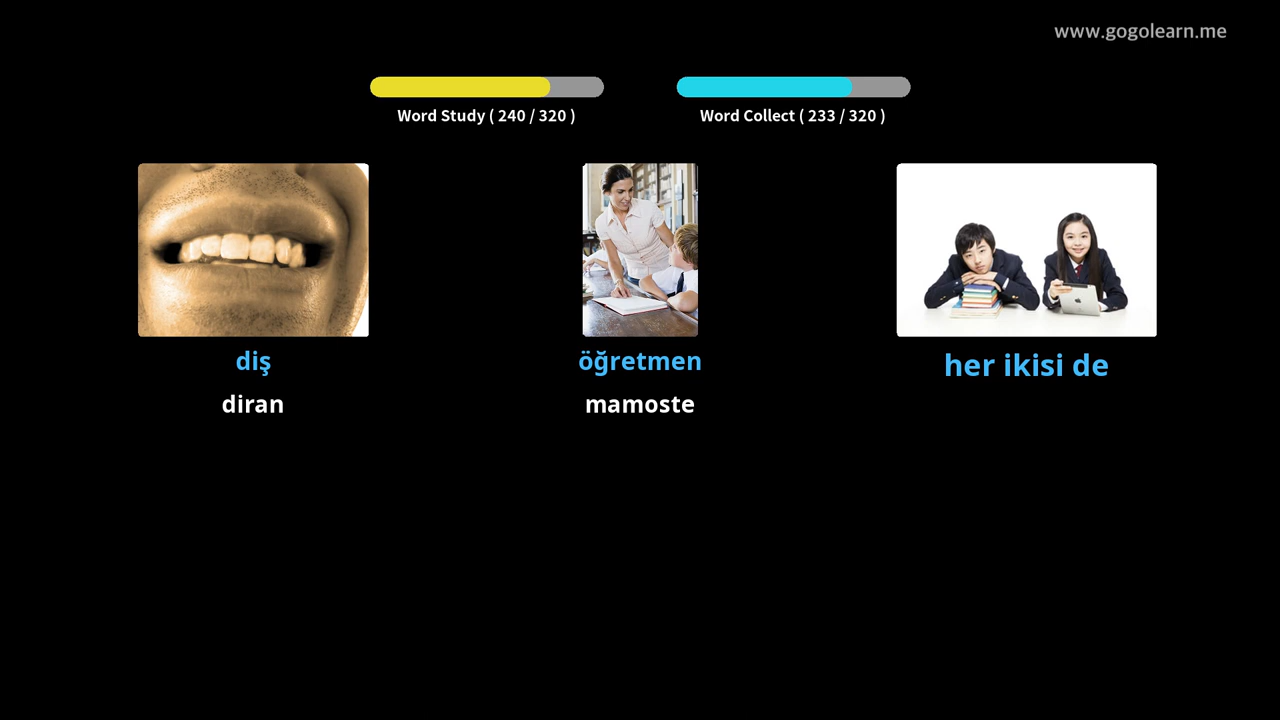 www.gogolearn.me
Word Study ( 240 / 320 )
Word Collect ( 233 / 320 )
diş
diran
öğretmen
mamoste
her ikisi de